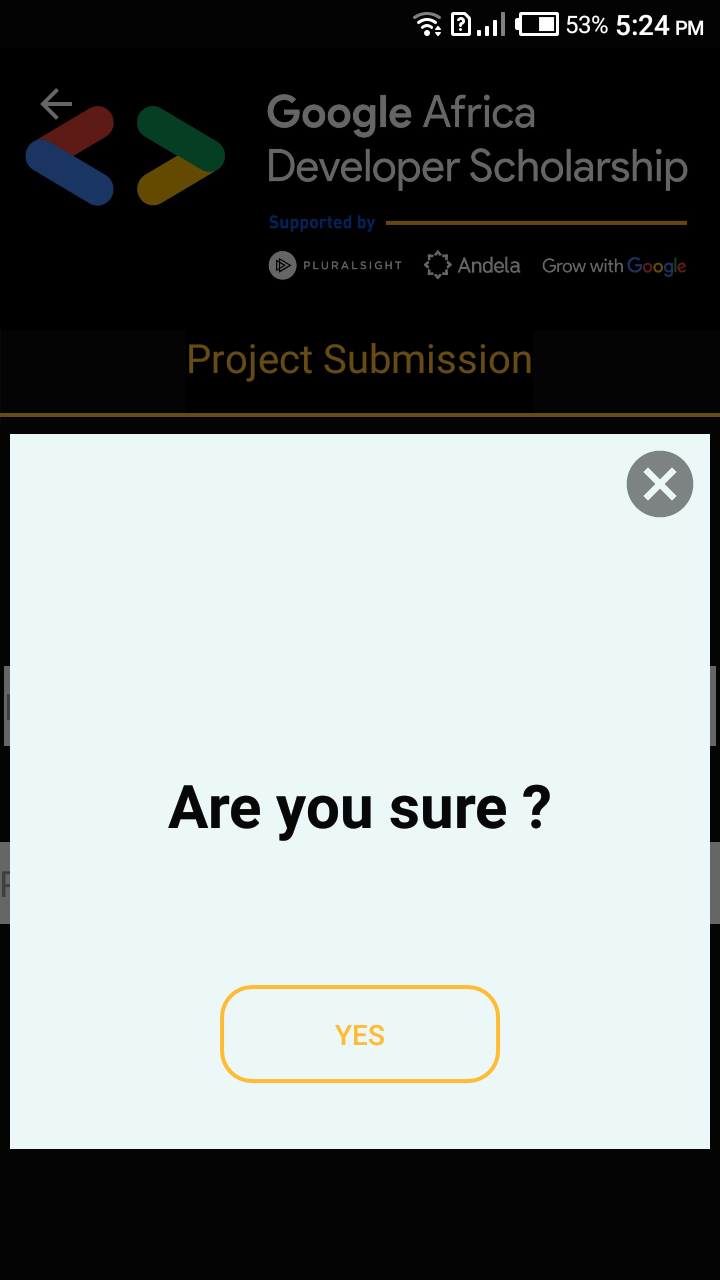 53% 5:24 PM
Google Africa
Developer Scholarship
Supported by
PLURALSIGHT Andela Grow with Google
Project Submission
Are you sure ?
YES